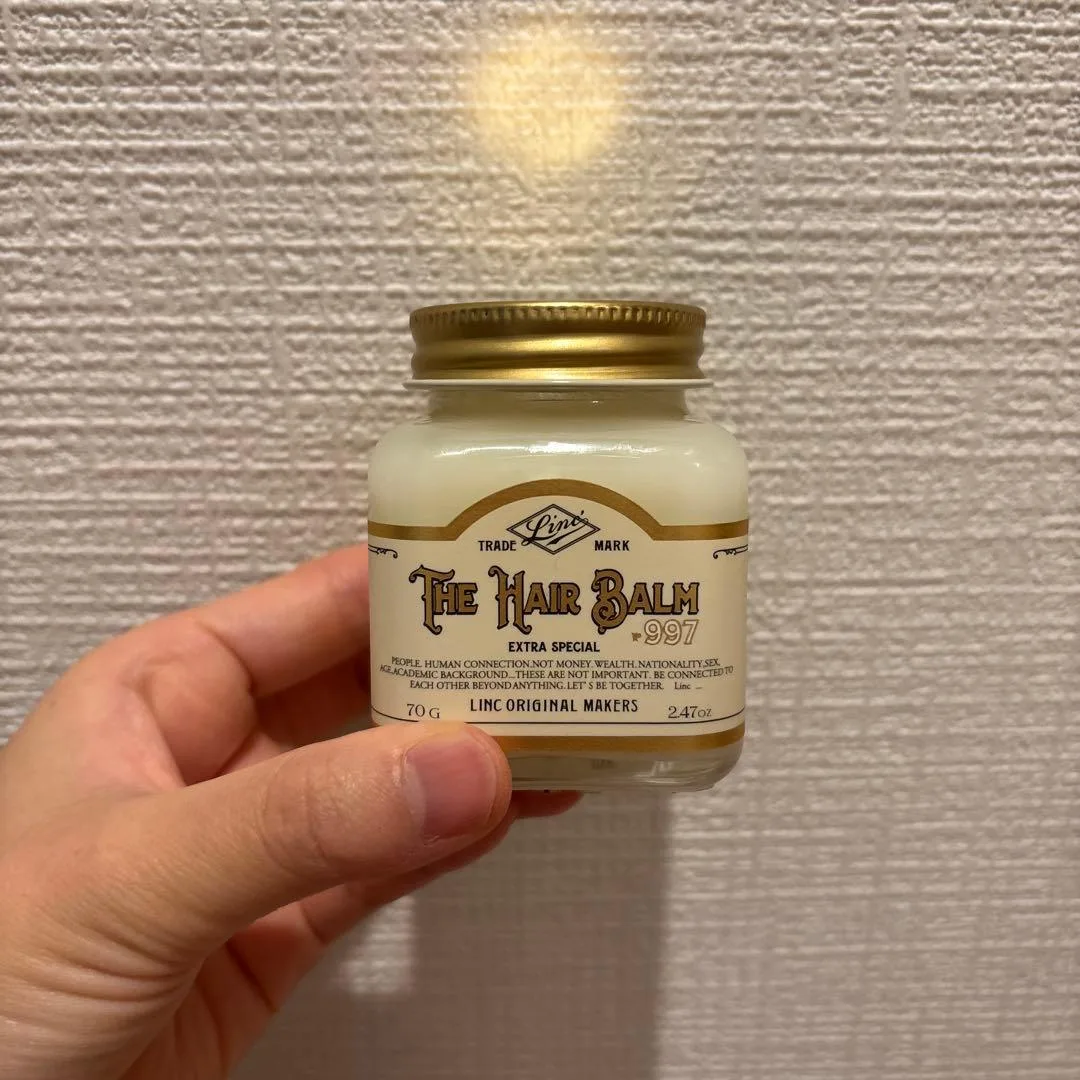 Linc
TRADE MARK
THE HAIR BALM
№ 997
EXTRA SPECIAL
PEOPLE. HUMAN CONNECTION.NOT MONEY. WEALTH. NATIONALITY.SEX.
AGE.ACADEMIC BACKGROUND...THESE ARE NOT IMPORTANT. BE CONNECTED TO
EACH OTHER BEYOND ANYTHING. LET'S BE TOGETHER. Linc
LINC ORIGINAL MAKERS
70 G 2.47OZ